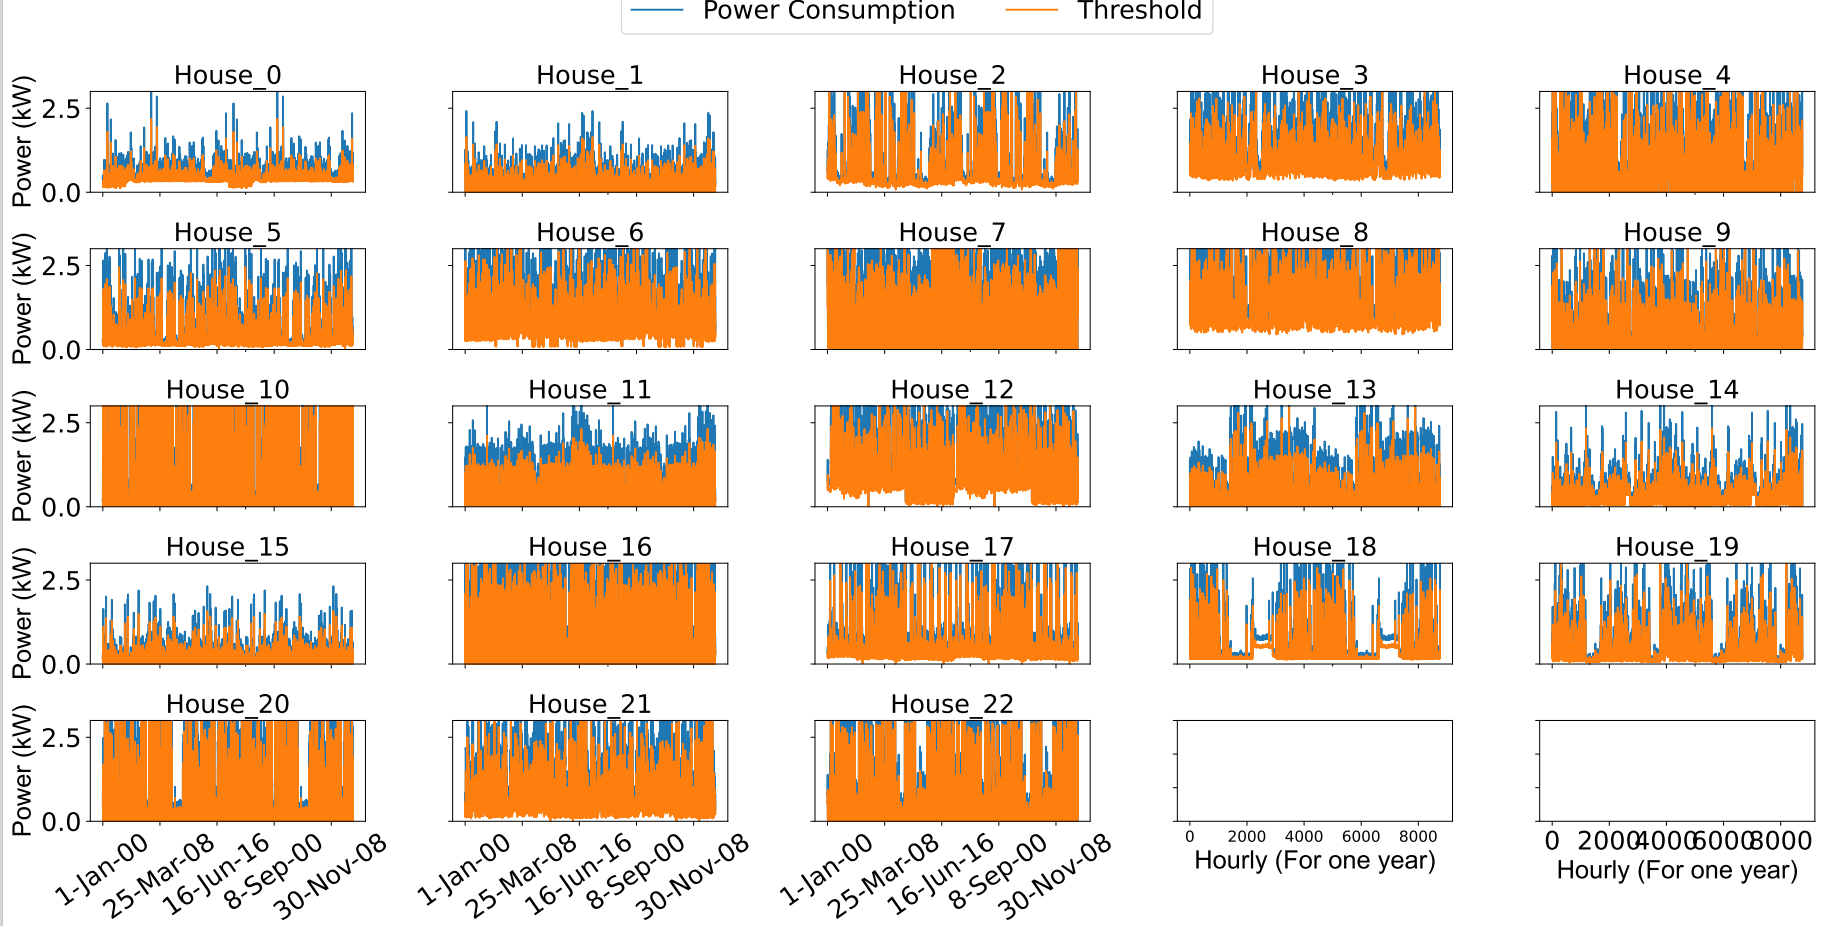 Power Consumption Threshold
House_0 House_1 House_2 House_3 House_4
Power (kW)
2.5
0.0
House_5 House_6 House_7 House_8 House_9
Power (kW)
2.5
0.0
House_10 House_11 House_12 House_13 House_14
Power (kW)
2.5
0.0
House_15 House_16 House_17 House_18 House_19
Power (kW)
2.5
0.0
House_20 House_21 House_22
Power (kW)
2.5
0.0
1-Jan-00 25-Mar-08 16-Jun-16 8-Sep-00 30-Nov-08
1-Jan-00 25-Mar-08 16-Jun-16 8-Sep-00 30-Nov-08
1-Jan-00 25-Mar-08 16-Jun-16 8-Sep-00 30-Nov-08
0 2000 4000 6000 8000
Hourly (For one year)
0 2000 4000 6000 8000
Hourly (For one year)